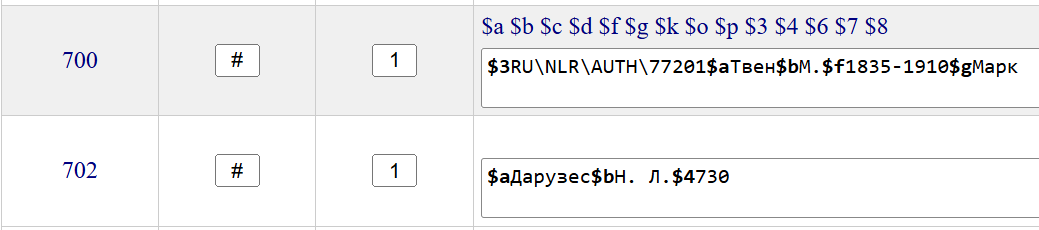 $a $b $c $d $f $g $k $o $p $3 $4 $6 $7 $8
700 # 1 $3RU\NLR\AUTH\77201$aТвен$bМ.$f1835-1910$gМарк
702 # 1 $aДарузес$bН. Л.$4730